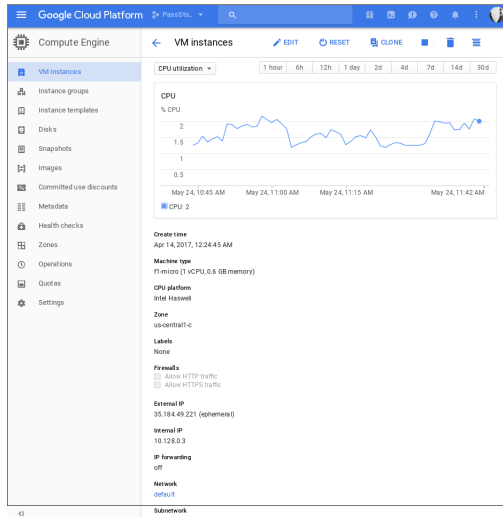 Google Cloud Platform
PassSto..
Compute Engine
VM instances
EDIT
RESET
CLONE
VM instances
Instance groups
Instance templates
Disks
Snapshots
Images
Committed use discounts
Metadata
Health checks
Zones
Operations
Quotas
Settings
CPU utilization
1 hour 6h 12h 1 day 2d 4d 7d 14d 30d
CPU
% CPU
2
1.5
1
0.5
May 24, 10:45 AM May 24, 11:00 AM May 24, 11:15 AM May 24, 11:42 AM
CPU: 2
Create time
Apr 14, 2017, 12:24:45 AM
Machine type
f1-micro (1 vCPU, 0.6 GB memory)
CPU platform
Intel Haswell
Zone
us-central1-c
Labels
None
Firewalls
Allow HTTP traffic
Allow HTTPS traffic
External IP
35.184.49.221 (ephemeral)
Internal IP
10.128.0.3
IP forwarding
off
Network
default
Subnetwork